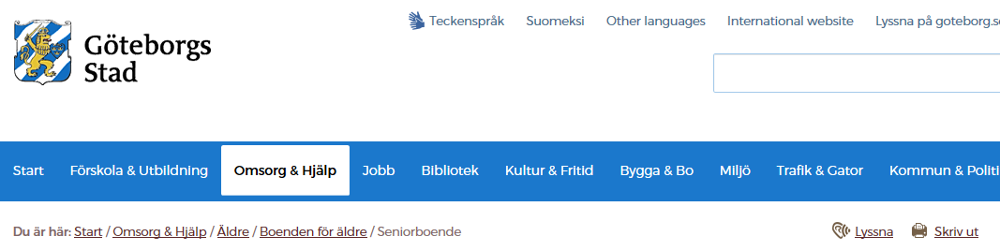 Teckenspråk Suomeksi Other languages International website Lyssna på goteborg.s
Göteborgs
Stad
Start Förskola & Utbildning Omsorg & Hjälp Jobb Bibliotek Kultur & Fritid Bygga & Bo Miljö Trafik & Gator Kommun & Politi
Du är här: Start / Omsorg & Hjälp / Äldre / Boenden för äldre / Seniorboende Lyssna Skriv ut